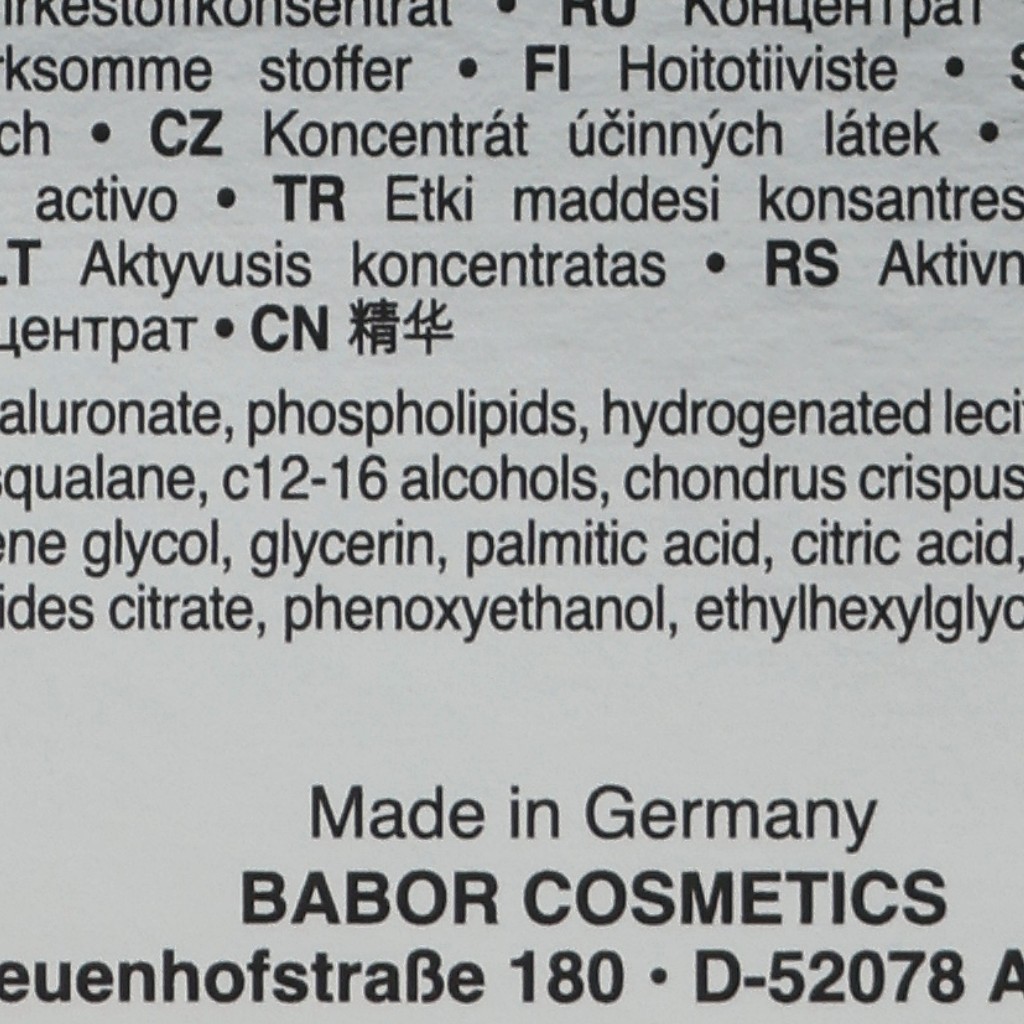 irkestoffkonsentrat • RU Концентрат
rksomme stoffer • FI Hoitotiiviste • S
ch • CZ Koncentrát účinných látek •
activo • TR Etki maddesi konsantres
LT Aktyvusis koncentratas • RS Aktivn
центрат • CN 精华
aluronate, phospholipids, hydrogenated leci
squalane, c12-16 alcohols, chondrus crispus
ene glycol, glycerin, palmitic acid, citric acid,
ides citrate, phenoxyethanol, ethylhexylglyc
Made in Germany
BABOR COSMETICS
euenhofstraße 180 • D-52078 A